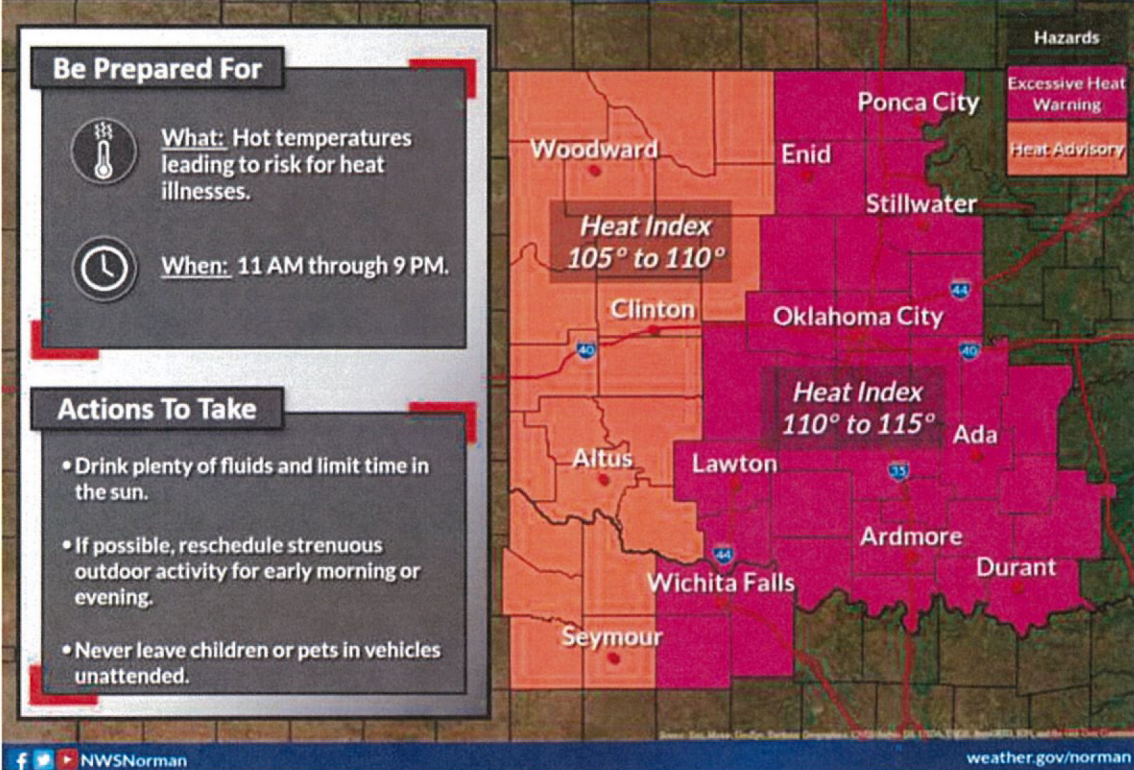 Be Prepared For
What: Hot temperatures
leading to risk for heat
illnesses.
When: 11 AM through 9 PM.
Actions To Take
• Drink plenty of fluids and limit time in
the sun.
• If possible, reschedule strenuous
outdoor activity for early morning or
evening.
• Never leave children or pets in vehicles
unattended.
Hazards
Excessive Heat
Warning
Heat Advisory
Ponca City
Woodward
Enid
Stillwater
Heat Index
105° to 110°
44
Clinton
Oklahoma City
40
40
Heat Index
110° to 115°
Ada
Altus
Lawton
35
Ardmore
44
Durant
Wichita Falls
Seymour
NWSNorman
weather.gov/norman